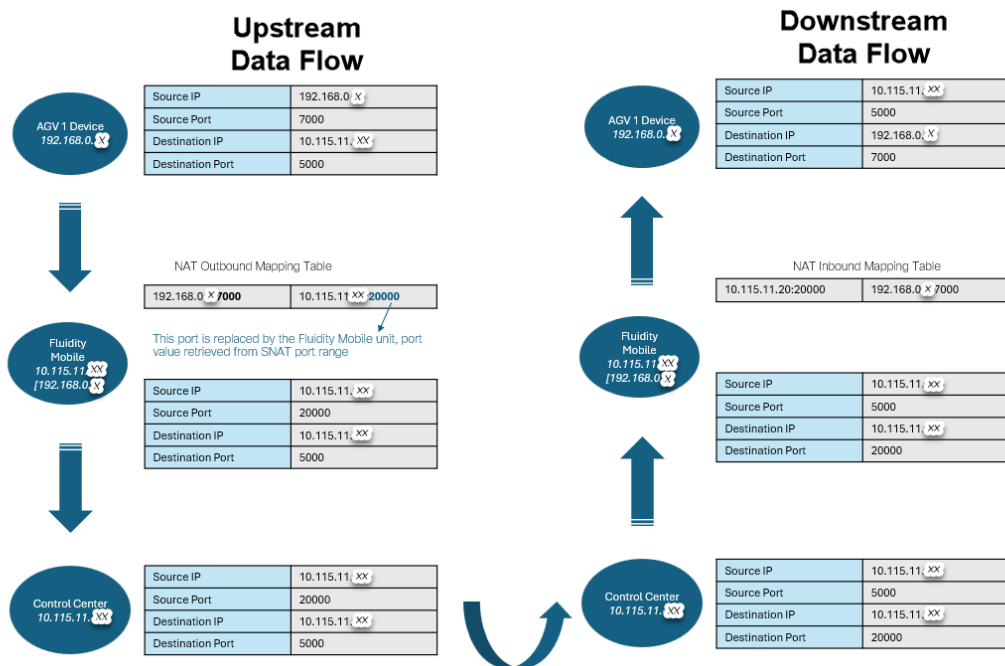 Upstream
Data Flow
AGV 1 Device
192.168.0. X
Source IP 192.168.0 X
Source Port 7000
Destination IP 10.115.11. XX
Destination Port 5000
NAT Outbound Mapping Table
192.168.0 X 7000 10.115.11 XX :20000
This port is replaced by the Fluidity Mobile unit, port
value retrieved from SNAT port range
Fluidity
Mobile
10.115.11. XX
[192.168.0. X
Source IP 10.115.11. XX
Source Port 20000
Destination IP 10.115.11. XX
Destination Port 5000
Control Center
10.115.11. XX
Source IP 10.115.11. XX
Source Port 20000
Destination IP 10.115.11. XX
Destination Port 5000
Downstream
Data Flow
AGV 1 Device
192.168.0. X
Source IP 10.115.11. XX
Source Port 5000
Destination IP 192.168.0. X
Destination Port 7000
NAT Inbound Mapping Table
10.115.11.20:20000 192.168.0 X 7000
Fluidity
Mobile
10.115.11. XX
[192.168.0 X
Source IP 10.115.11. XX
Source Port 5000
Destination IP 10.115.11. XX
Destination Port 20000
Control Center
10.115.11. XX
Source IP 10.115.11. XX
Source Port 5000
Destination IP 10.115.11. XX
Destination Port 20000